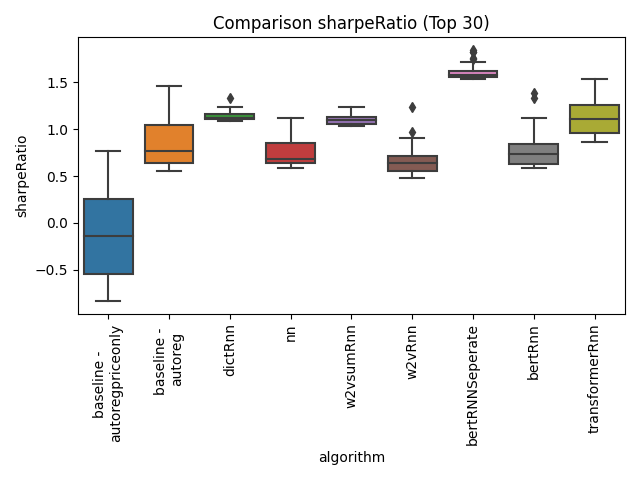 Comparison sharpeRatio (Top 30)
sharpeRatio
1.5
1.0
0.5
0.0
−0.5
baseline -
autoregpriceonly
baseline -
autoreg
dictRnn
nn
w2vsumRnn
w2vRnn
bertRNNSeperate
bertRnn
transformerRnn
algorithm